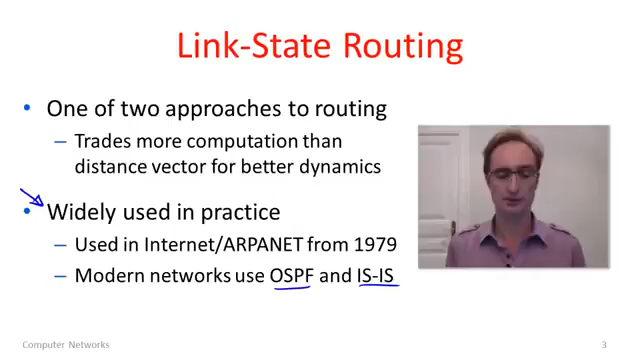 Link-State Routing
• One of two approaches to routing
– Trades more computation than
distance vector for better dynamics
• Widely used in practice
– Used in Internet/ARPANET from 1979
– Modern networks use OSPF and IS-IS
Computer Networks
3